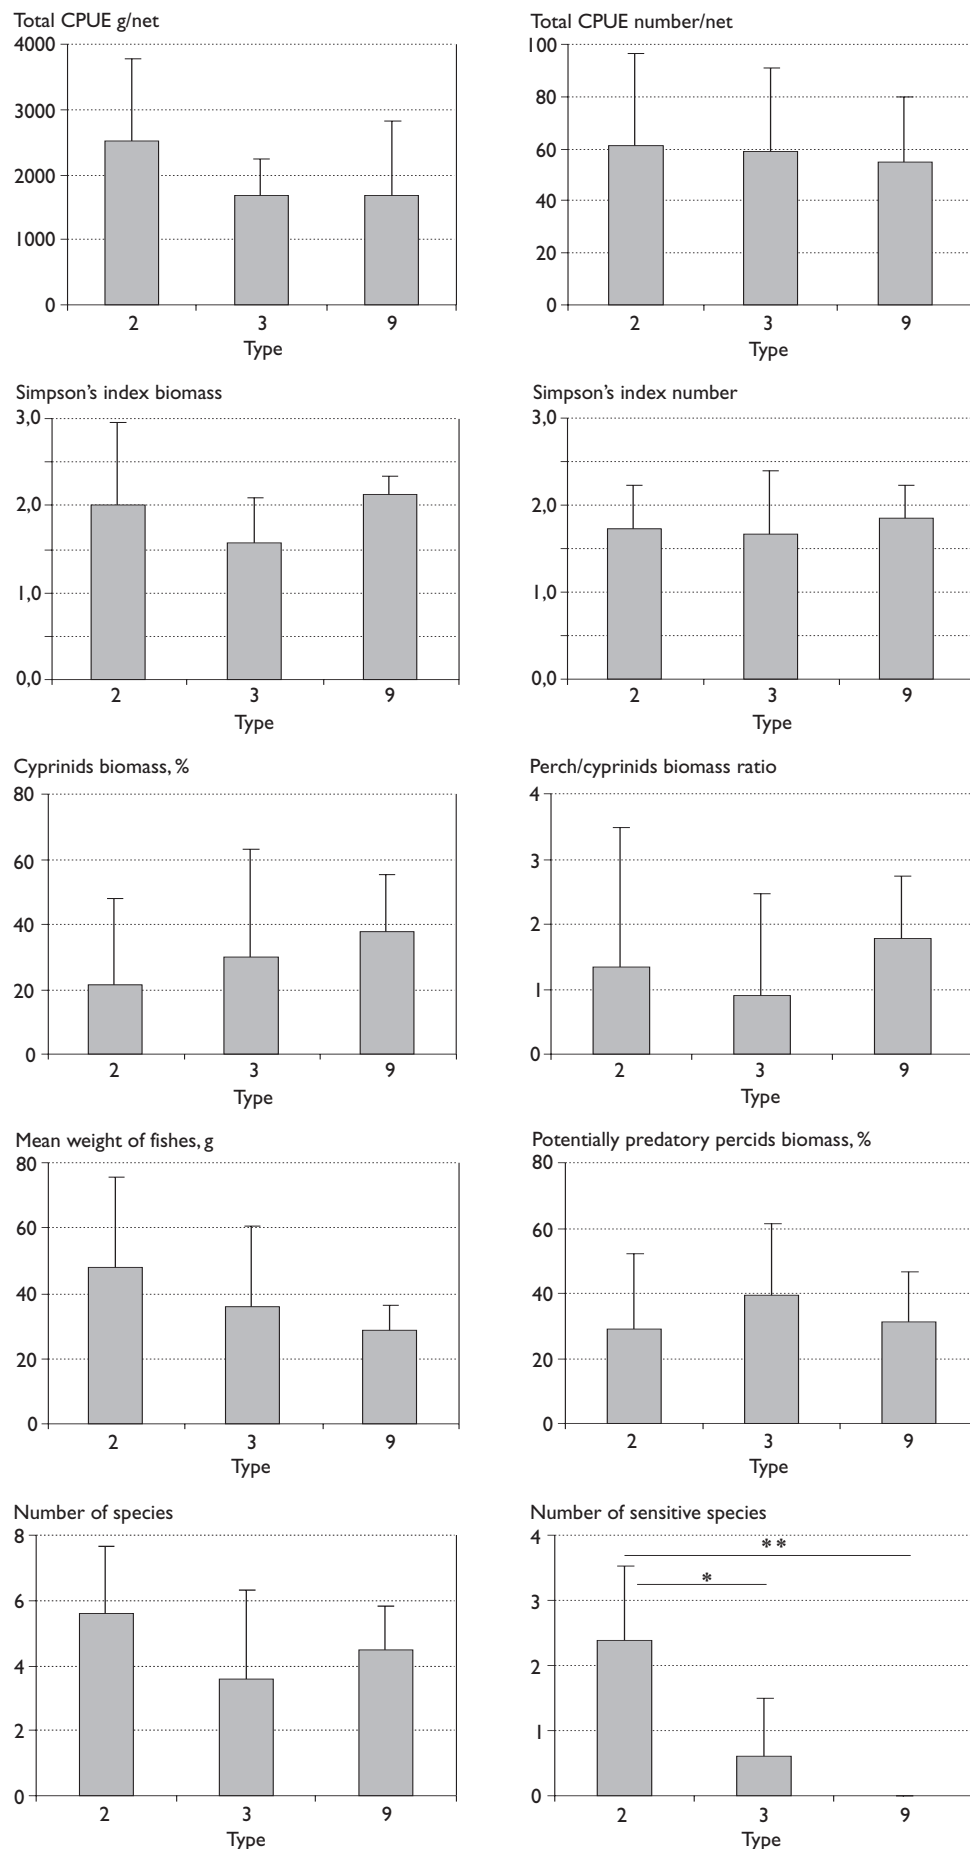 Total CPUE g/net
4000
3000
2000
1000
0
2 3 9
Type
Total CPUE number/net
100
80
60
40
20
0
2 3 9
Type
Simpson's index biomass
3,0
2,0
1,0
0,0
2 3 9
Type
Simpson's index number
3,0
2,0
1,0
0,0
2 3 9
Type
Cyprinids biomass, %
80
60
40
20
0
2 3 9
Type
Perch/cyprinids biomass ratio
4
3
2
1
0
2 3 9
Type
Mean weight of fishes, g
80
60
40
20
0
2 3 9
Type
Potentially predatory percids biomass, %
80
60
40
20
0
2 3 9
Type
Number of species
8
6
4
2
0
2 3 9
Type
Number of sensitive species
4
**
*
3
2
1
0
2 3 9
Type